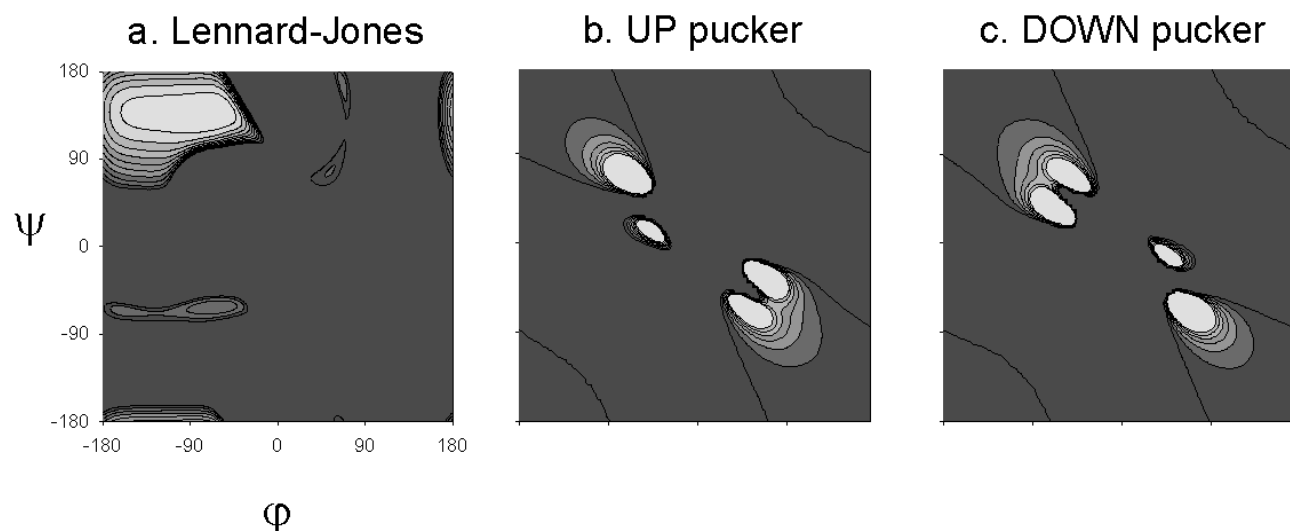 a. Lennard-Jones
b. UP pucker
c. DOWN pucker
180
90
ψ
0
-90
-180
-180
-90
0
90
180
φ